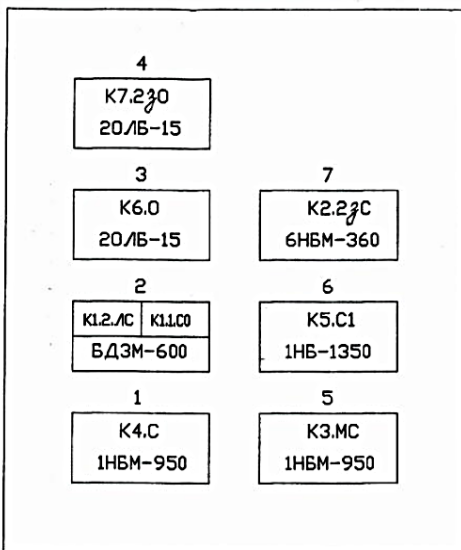 4
К7.2зО
20ЛБ-15
3
К6.О
20ЛБ-15
7
К2.2зС
6НБМ-360
2
К1.2.ЛС К1.1.СО
БДЗМ-600
6
К5.С1
1НБ-1350
1
К4.С
1НБМ-950
5
К3.МС
1НБМ-950